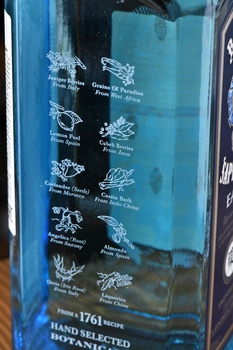 Juniper Berries
From Italy
Grains Of Paradise
From West Africa
Lemon Peel
From Spain
Cubeb Berries
From Java
Coriander (Seeds)
From Morocco
Cassia Bark
From Indo-China
Angelica (Root)
From Saxony
Almonds
From Spain
Orris (Iris Root)
From Italy
Liquorice
From China
FROM A 1761 RECIPE
HAND SELECTED
BOTANICA